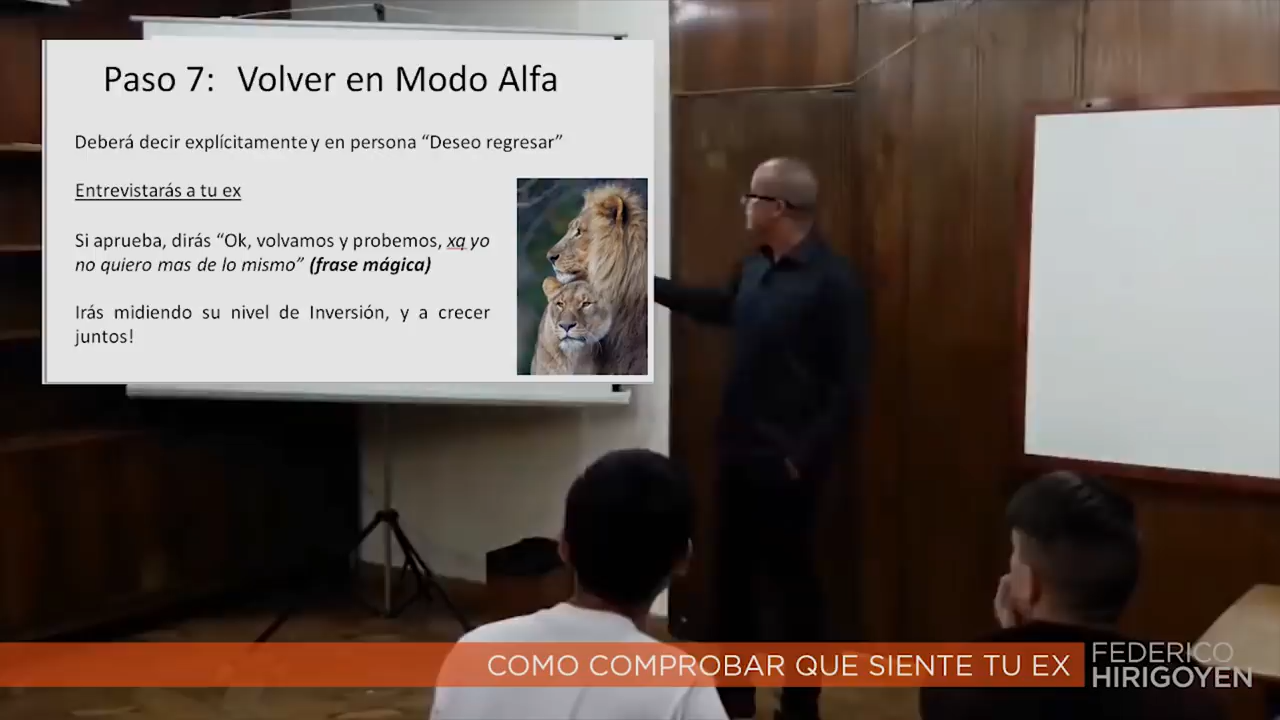 Paso 7: Volver en Modo Alfa
Deberá decir explícitamente y en persona “Deseo regresar”
Entrevistarás a tu ex
Si aprueba, dirás “Ok, volvamos y probemos, xq yo
no quiero mas de lo mismo” (frase mágica)
Irás midiendo su nivel de Inversión, y a crecer
juntos!
COMO COMPROBAR QUE SIENTE TU EX
FEDERICO
HIRIGOYEN